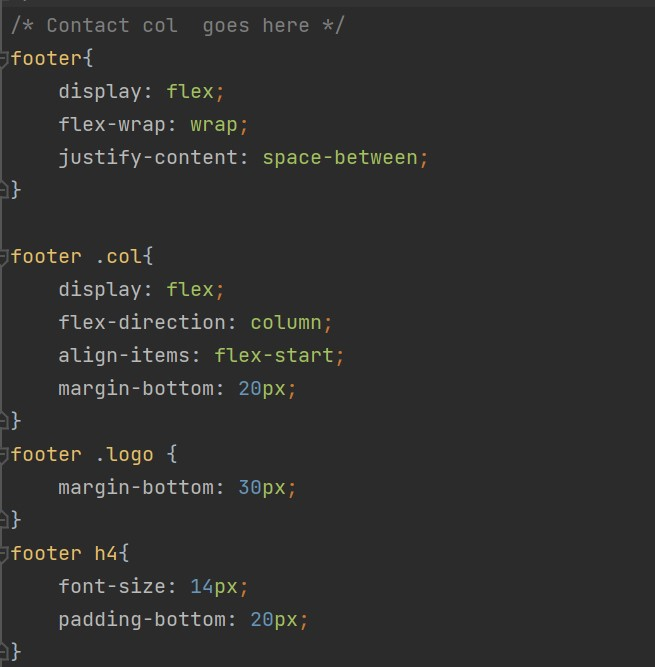 /* Contact col  goes here */
footer{
    display: flex;
    flex-wrap: wrap;
    justify-content: space-between;
}

footer .col{
    display: flex;
    flex-direction: column;
    align-items: flex-start;
    margin-bottom: 20px;
}
footer .logo {
    margin-bottom: 30px;
}
footer h4{
    font-size: 14px;
    padding-bottom: 20px;
}